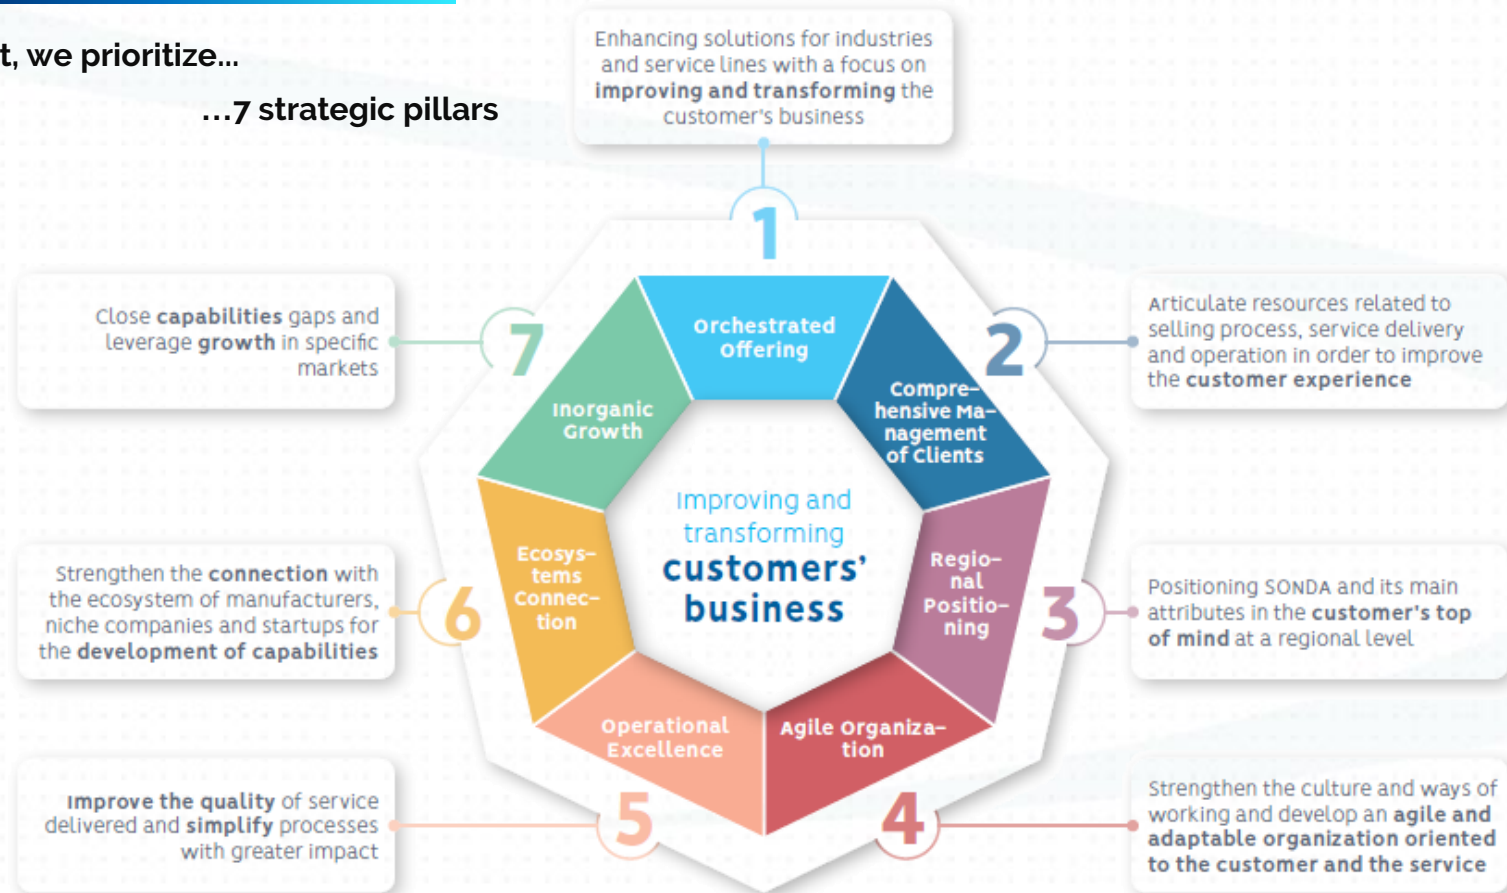 t, we prioritize...
...7 strategic pillars
Enhancing solutions for industries
and service lines with a focus on
improving and transforming the
customer's business
1
Orchestrated
Offering
2
Compre-
hensive Ma-
nagement
of Clients
Articulate resources related to
selling process, service delivery
and operation in order to improve
the customer experience
3
Regio-
nal
Positio-
ning
Positioning SONDA and its main
attributes in the customer's top
of mind at a regional level
4
Agile Organiza-
tion
Strengthen the culture and ways of
working and develop an agile and
adaptable organization oriented
to the customer and the service
5
Operational
Excellence
Improve the quality of service
delivered and simplify processes
with greater impact
6
Ecosys-
tems
Connec-
tion
Strengthen the connection with
the ecosystem of manufacturers,
niche companies and startups for
the development of capabilities
7
Inorganic
Growth
Close capabilities gaps and
leverage growth in specific
markets
Improving and
transforming
customers'
business